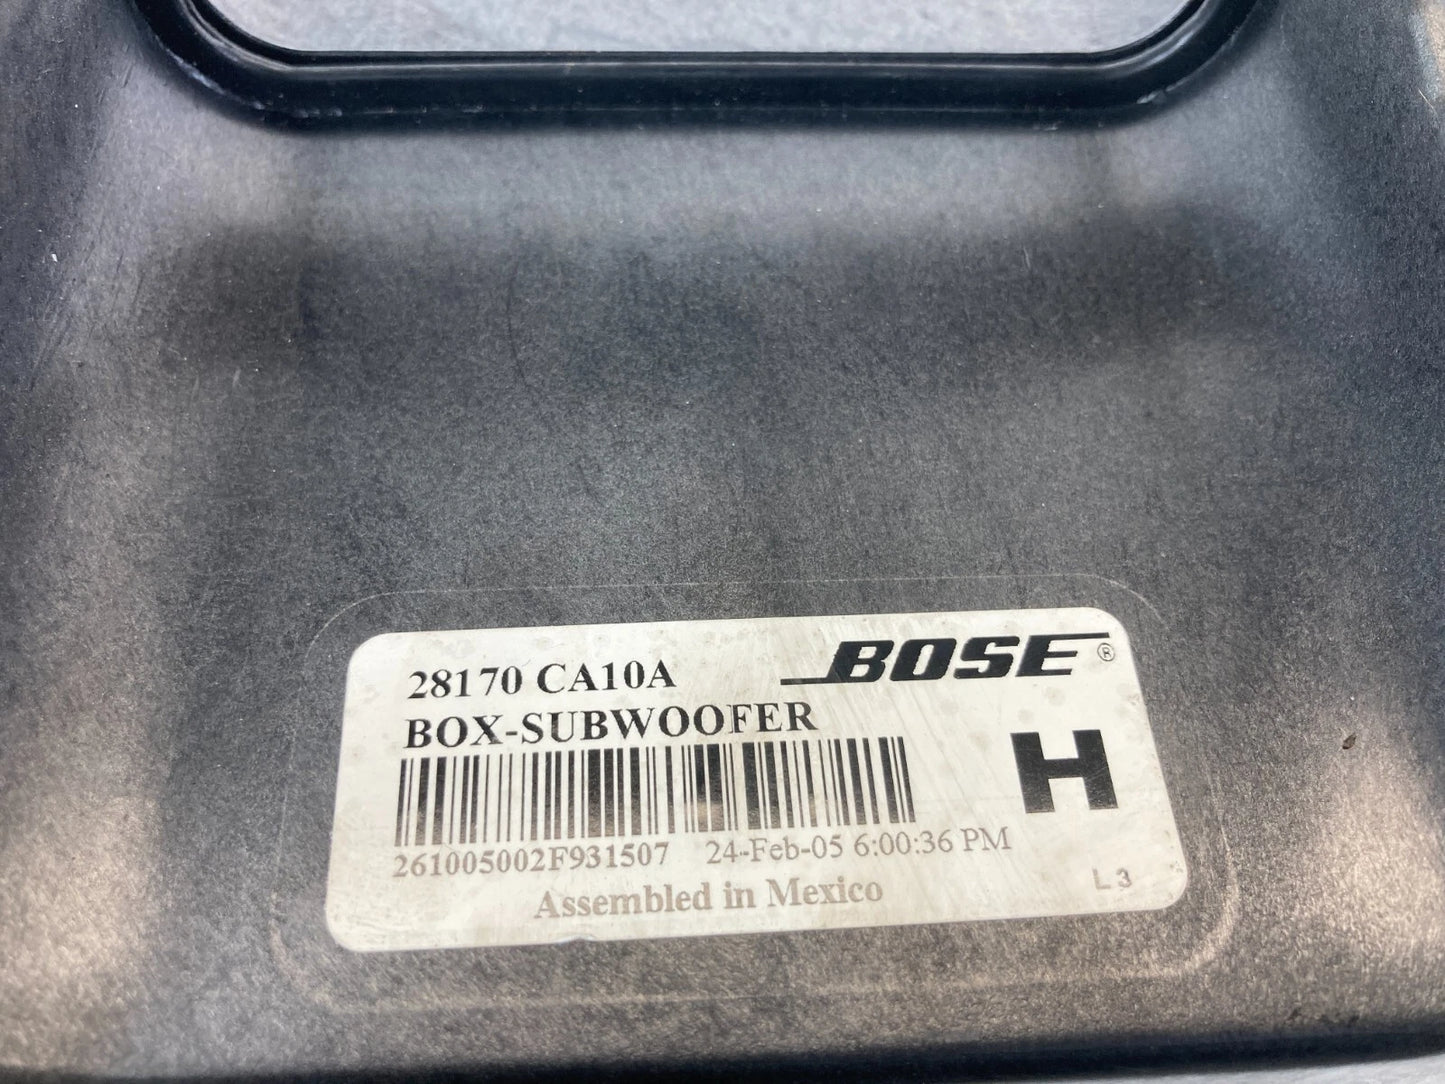 28170 CA10A
BOSE®
BOX-SUBWOOFER
H
261005002F931507 24-Feb-05 6:00:36 PM
Assembled in Mexico
L3